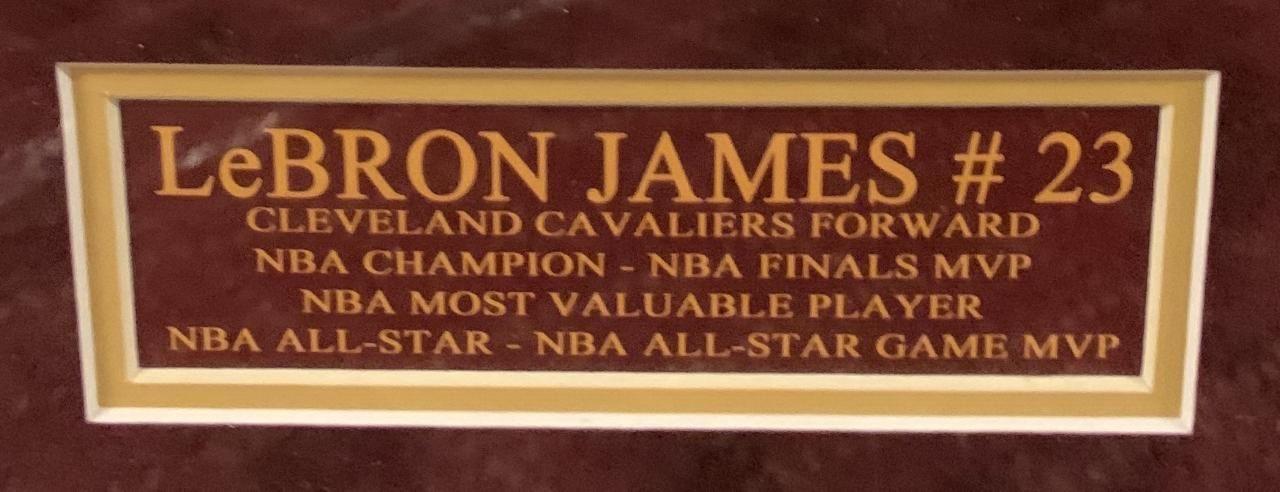 LeBRON JAMES # 23
CLEVELAND CAVALIERS FORWARD
NBA CHAMPION - NBA FINALS MVP
NBA MOST VALUABLE PLAYER
NBA ALL-STAR - NBA ALL-STAR GAME MVP